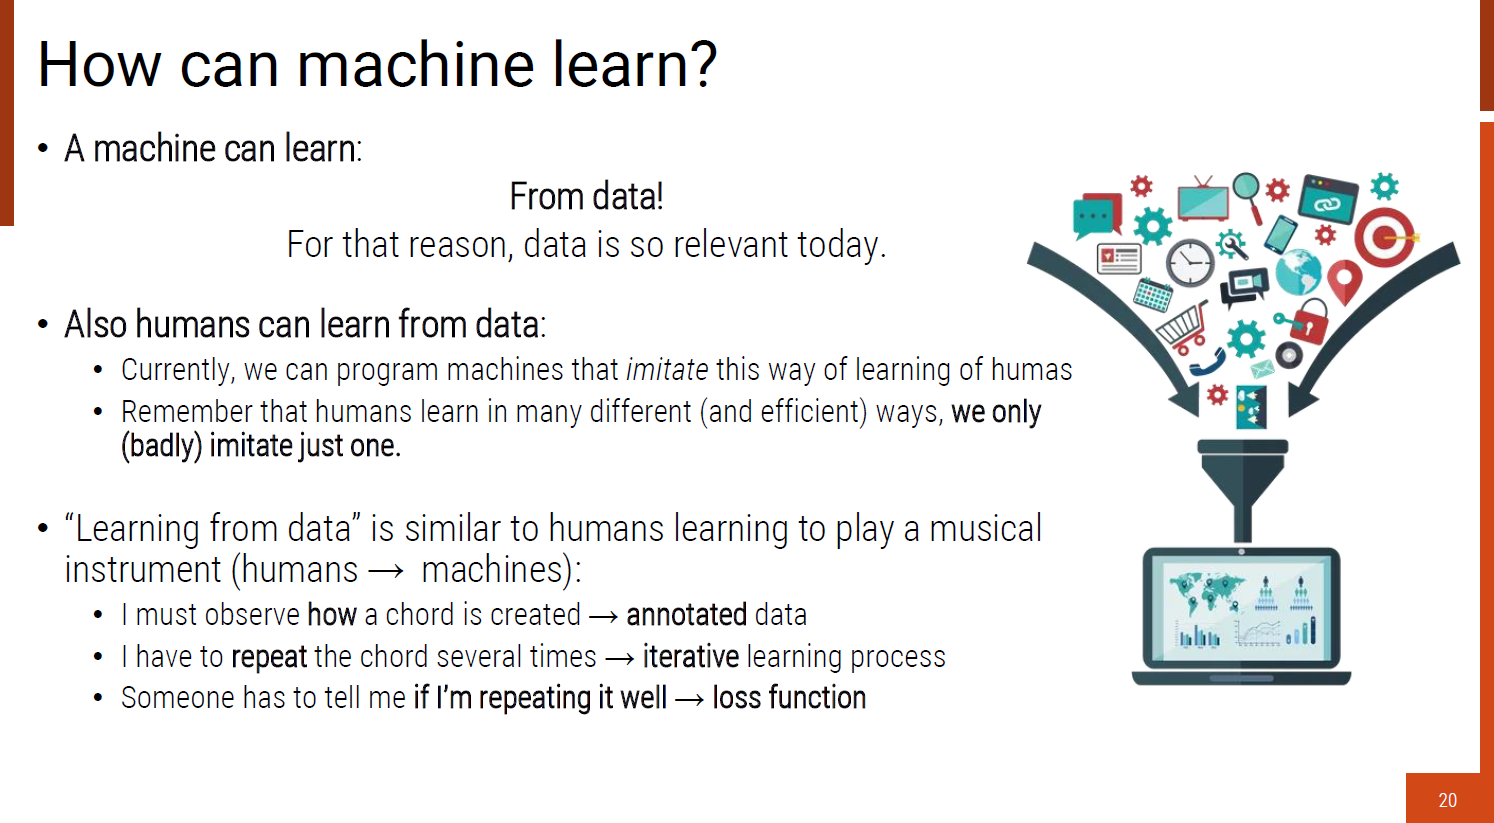 How can machine learn?
• A machine can learn:
From data!
For that reason, data is so relevant today.
• Also humans can learn from data:
• Currently, we can program machines that imitate this way of learning of humas
• Remember that humans learn in many different (and efficient) ways, we only
(badly) imitate just one.
• “Learning from data” is similar to humans learning to play a musical
instrument (humans → machines):
• I must observe how a chord is created → annotated data
• I have to repeat the chord several times → iterative learning process
• Someone has to tell me if I’m repeating it well → loss function
20